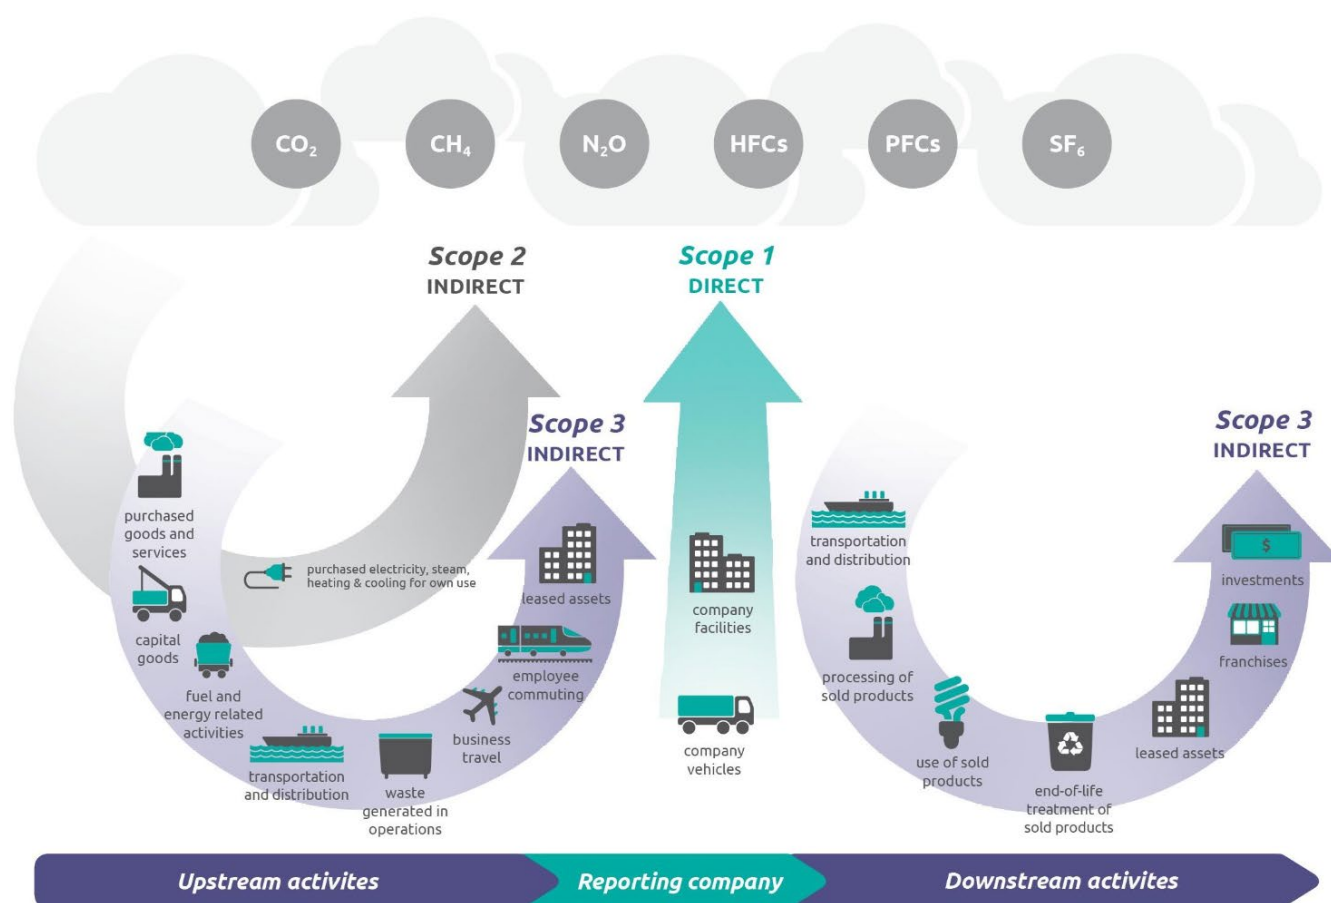 CO₂
CH₄
N₂O
HFCs
PFCs
SF₆
Scope 2
INDIRECT
Scope 1
DIRECT
Scope 3
INDIRECT
Scope 3
INDIRECT
purchased
goods and
services
capital
goods
fuel and
energy related
activities
transportation
and distribution
waste
generated in
operations
business
travel
employee
commuting
leased assets
purchased electricity, steam,
heating & cooling for own use
company
facilities
company
vehicles
transportation
and distribution
processing of
sold products
use of sold
products
end-of-life
treatment of
sold products
leased assets
franchises
investments
$
Upstream activites
Reporting company
Downstream activites